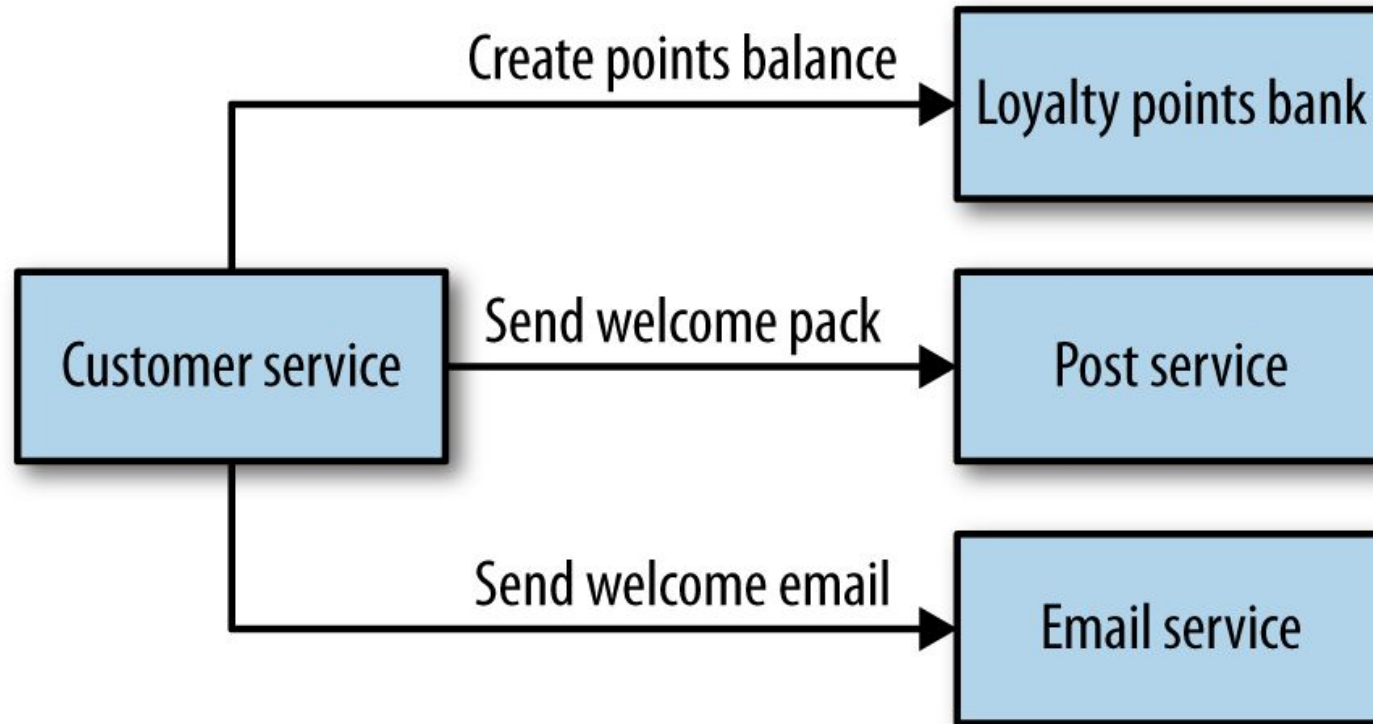 Create points balance
Loyalty points bank
Send welcome pack
Customer service
Post service
Send welcome email
Email service